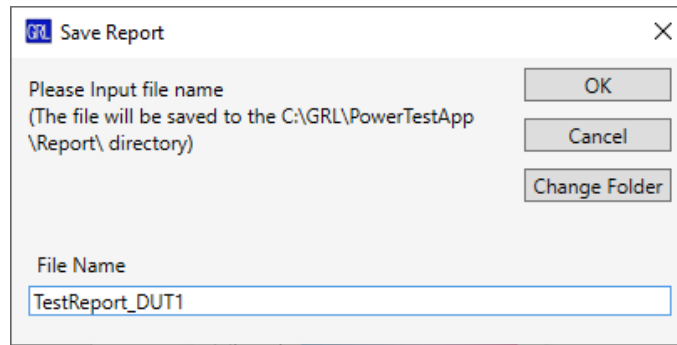 GRL Save Report
Please Input file name
(The file will be saved to the C:\GRL\PowerTestApp
\Report\ directory)
OK
Cancel
Change Folder
File Name
TestReport_DUT1